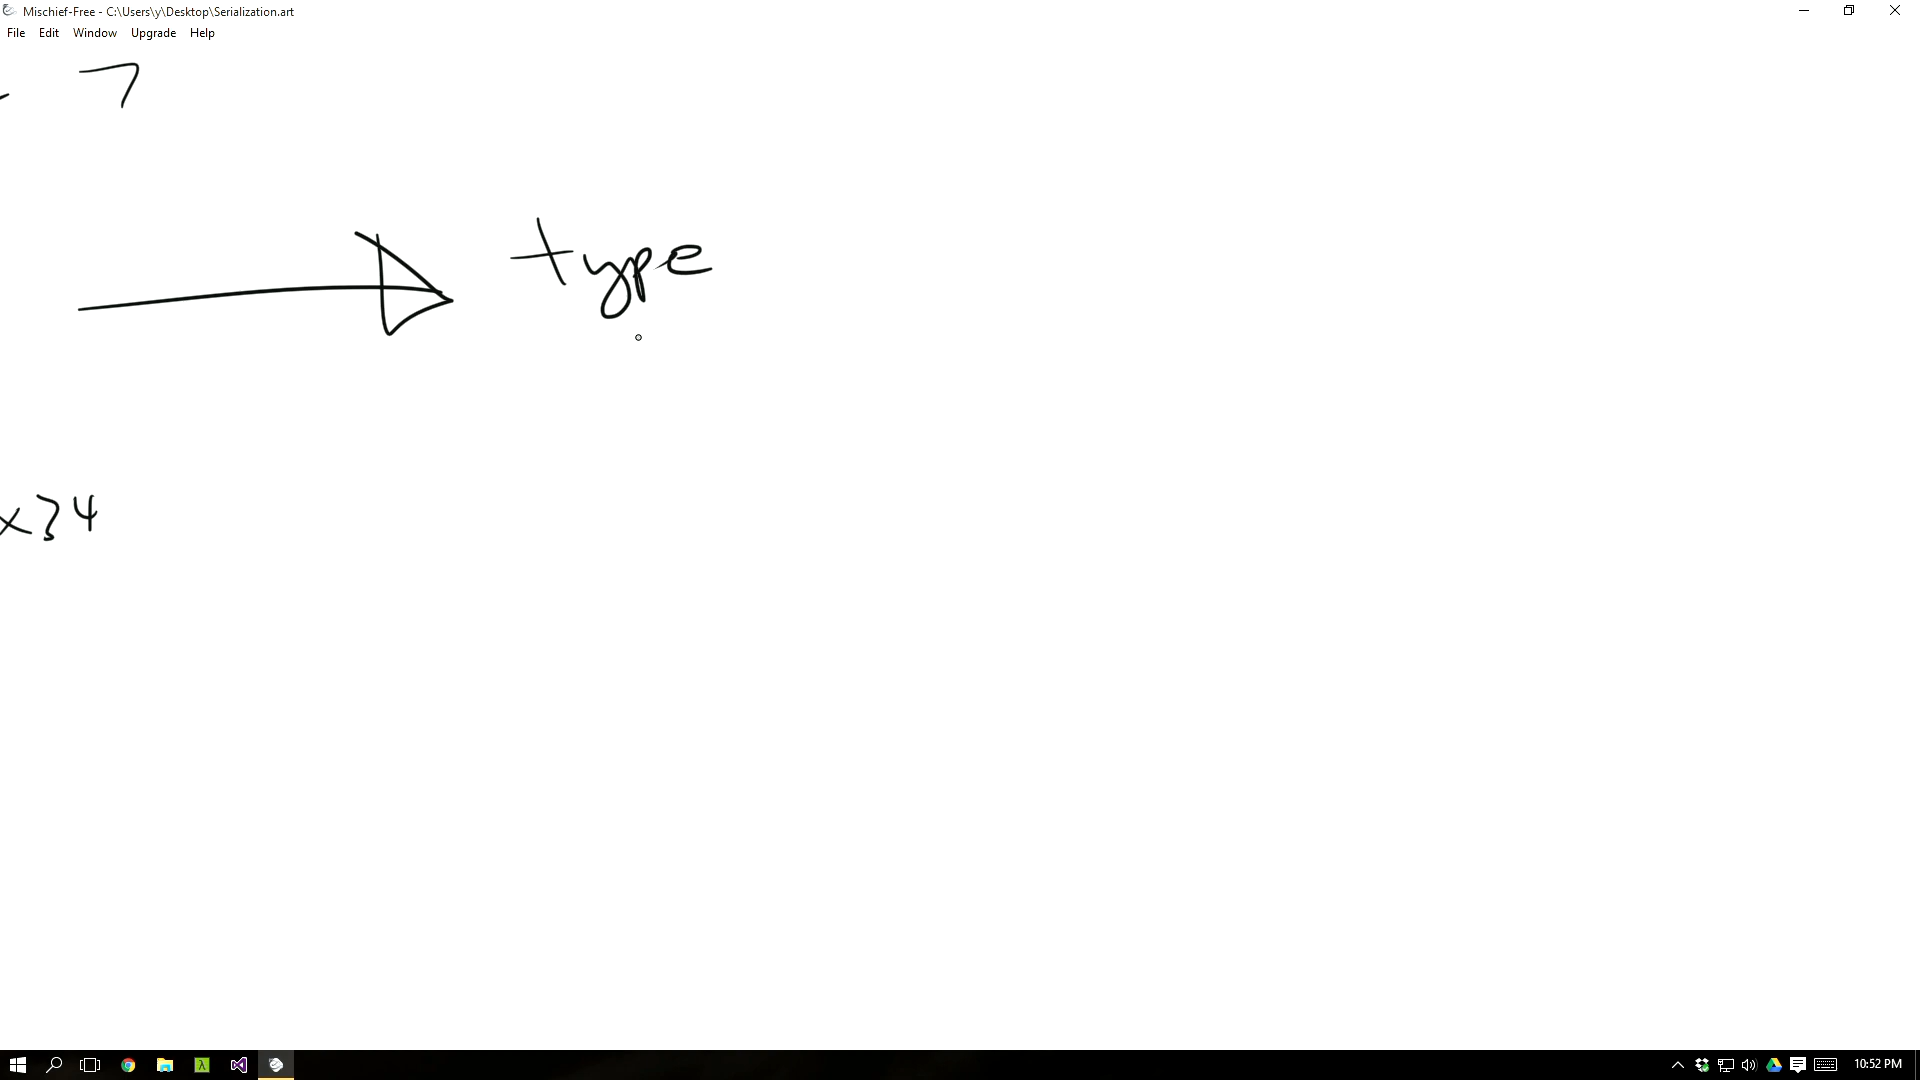 Mischief-Free - C:\Users\y\Desktop\Serialization.art
File Edit Window Upgrade Help
7
type
x34
10:52 PM